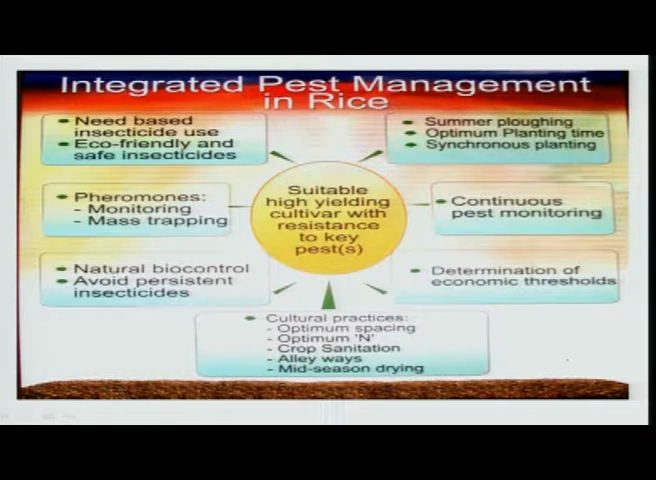 Integrated Pest Management
in Rice
Need based
insecticide use
Eco-friendly and
safe insecticides
Summer ploughing
Optimum Planting time
Synchronous planting
Pheromones:
- Monitoring
- Mass trapping
Suitable
high yielding
cultivar with
resistance
to key
pest(s)
Continuous
pest monitoring
Natural biocontrol
Avoid persistent
insecticides
Determination of
economic thresholds
Cultural practices:
- Optimum spacing
- Optimum 'N'
- Crop Sanitation
- Alley ways
- Mid-season drying